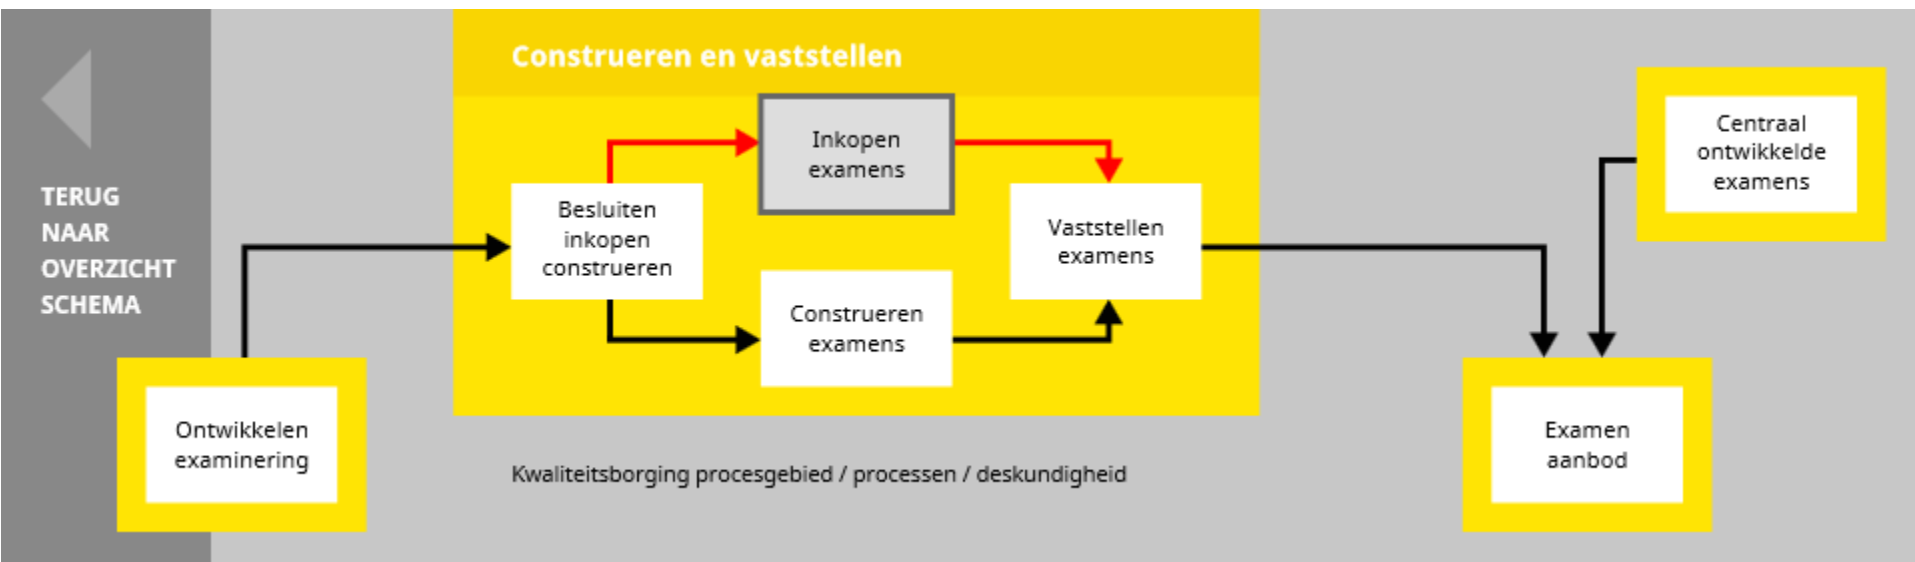 TERUG
NAAR
OVERZICHT
SCHEMA
Ontwikkelen
examinering
Construeren en vaststellen
Besluiten
inkopen
construeren
Inkopen
examens
Construeren
examens
Vaststellen
examens
Kwaliteitsborging procesgebied / processen / deskundigheid
Centraal
ontwikkelde
examens
Examen
aanbod